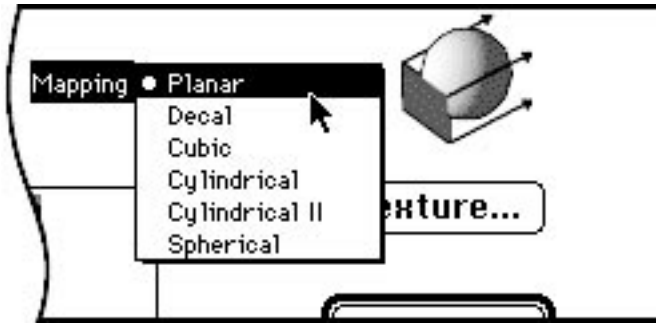 Mapping • Planar
Decal
Cubic
Cylindrical
Cylindrical II
Spherical
exture...